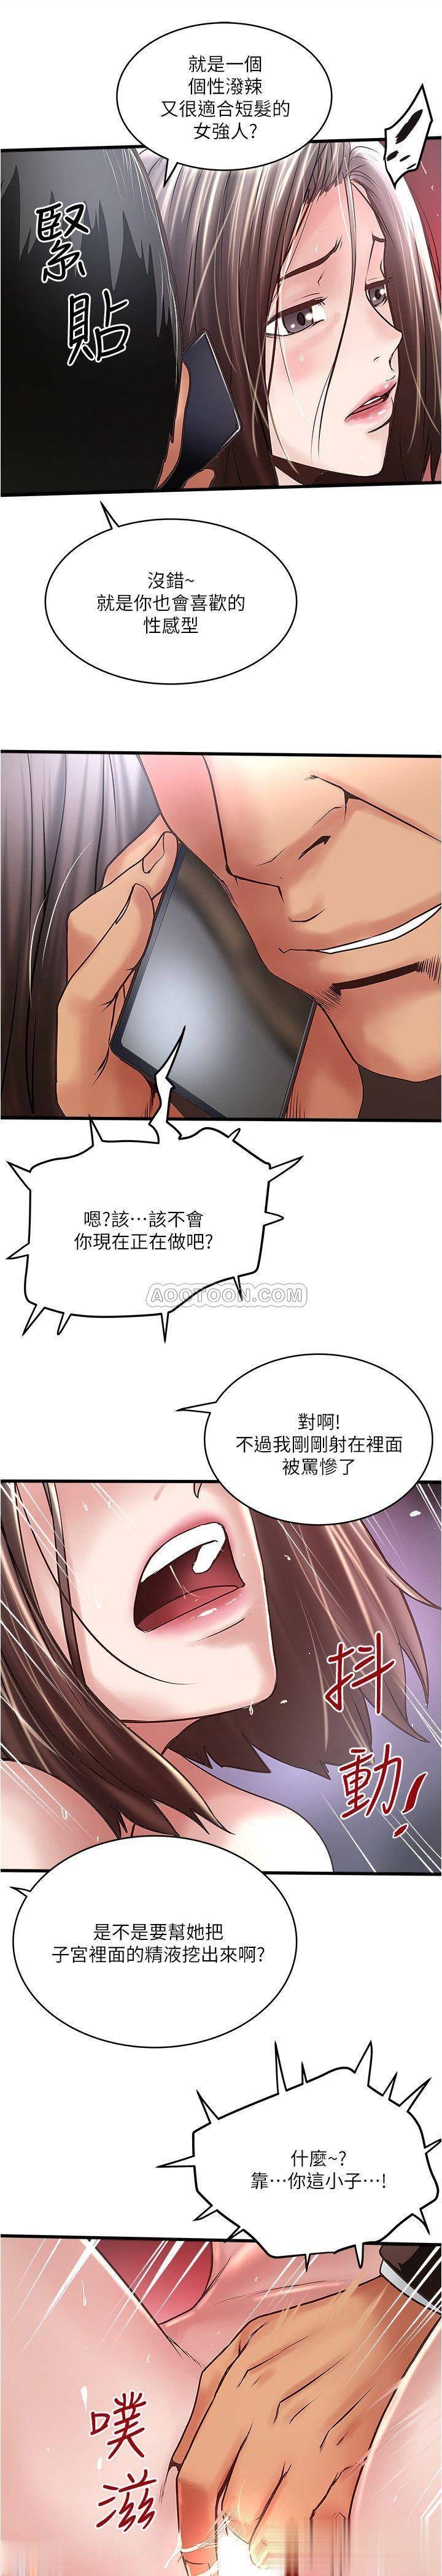 就是一個
個性潑辣
又很適合短髮的
女強人?
緊
貼
沒錯~
就是你也會喜歡的
性感型
嗯?該…該不會
你現在正在做吧?
AOQTOON.COM
對啊!
不過我剛剛射在裡面
被罵慘了
抖
動
是不是要幫她把
子宮裡面的精液挖出來啊?
什麼~?
靠…你這小子…!
噗
滋